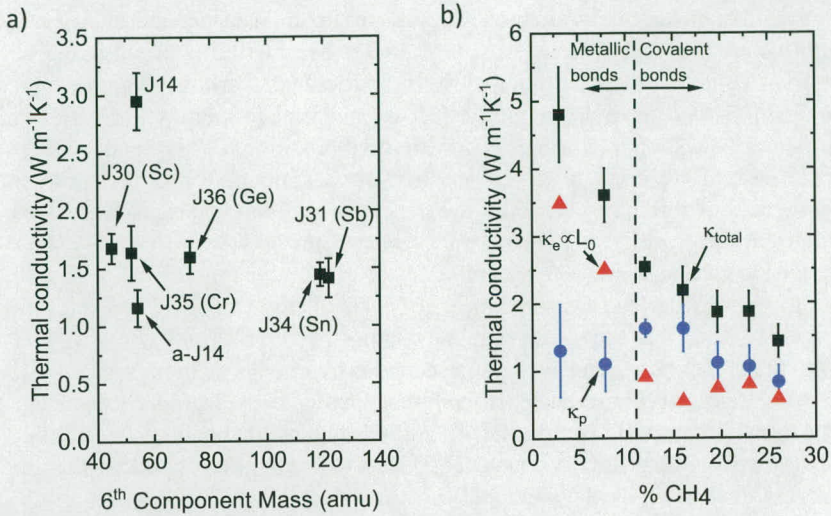 a)
Thermal conductivity (W m⁻¹K⁻¹)
3.5
3.0
2.5
2.0
1.5
1.0
0.5
0.0
J14
J30 (Sc)
J36 (Ge)
J31 (Sb)
J35 (Cr)
J34 (Sn)
a-J14
40 60 80 100 120 140
6th Component Mass (amu)
b)
Thermal conductivity (W m⁻¹K⁻¹)
6
5
4
3
2
1
0
Metallic
bonds
Covalent
bonds
κe∝L0
κtotal
κp
0 5 10 15 20 25 30
% CH4